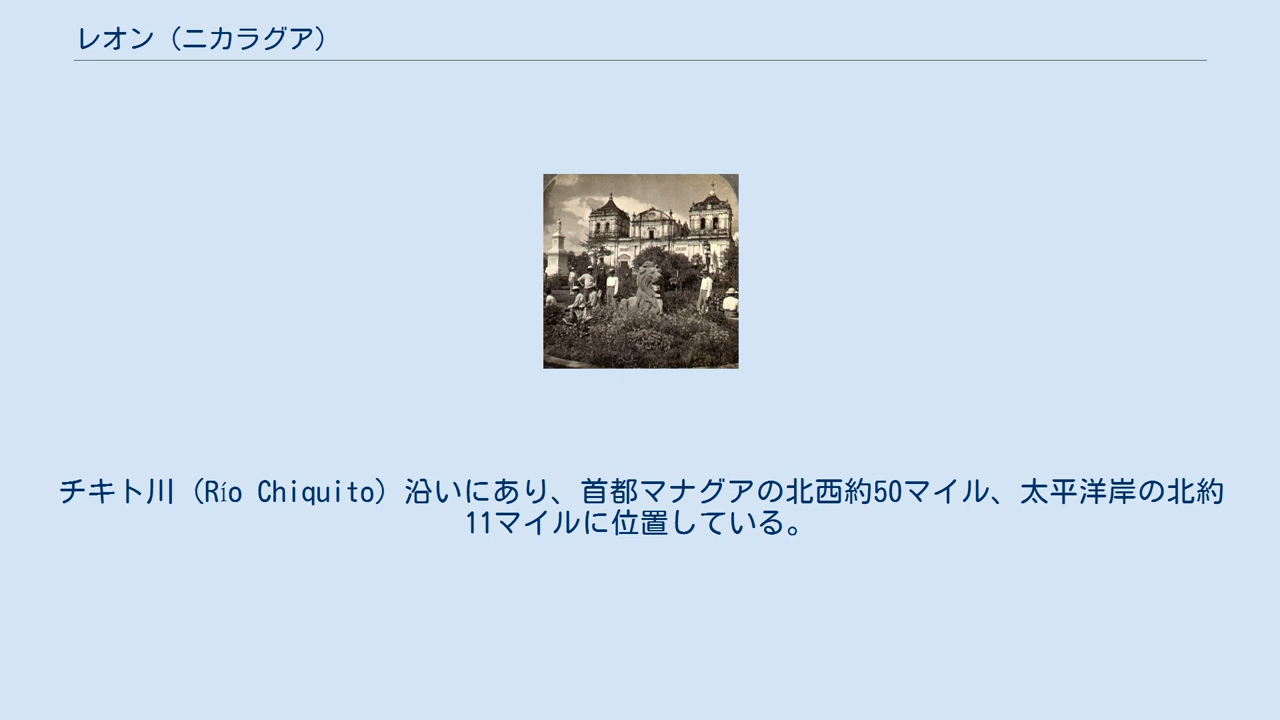 レオン（ニカラグア）
チキト川（Río Chiquito）沿いにあり、首都マナグアの北西約50マイル、太平洋岸の北約
11マイルに位置している。